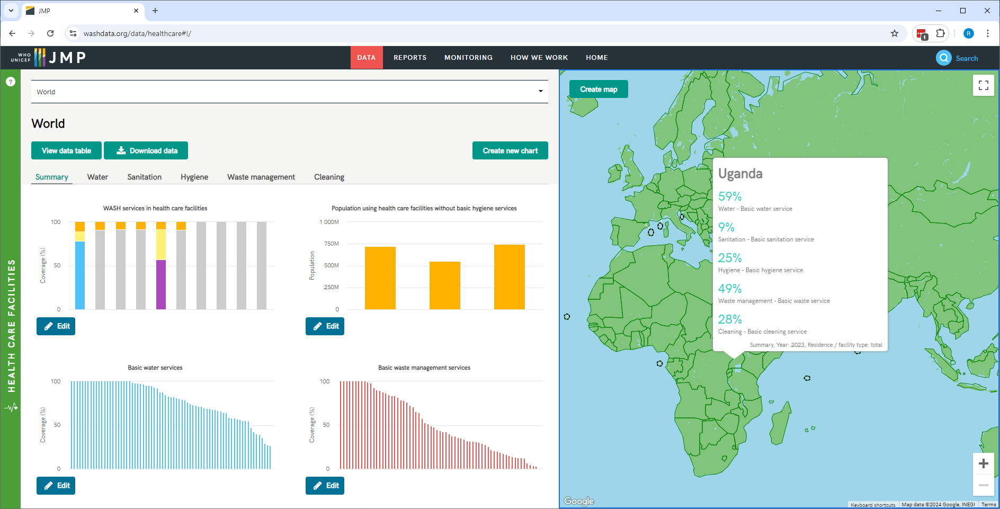 JMP
washdata.org/data/healthcare#!/
1
R
WHO
UNICEF
JMP
DATA
REPORTS
MONITORING
HOW WE WORK
HOME
Search
?
HEALTH CARE FACILITIES
World
World
View data table
Download data
Create new chart
Summary
Water
Sanitation
Hygiene
Waste management
Cleaning
WASH services in health care facilities
100
50
0
Coverage (%)
Edit
Population using health care facilities without basic hygiene services
1 000M
750M
500M
250M
0
Population
Edit
Basic water services
100
50
0
Coverage (%)
Edit
Basic waste management services
100
50
0
Coverage (%)
Edit
Create map
Uganda
59%
Water - Basic water service
9%
Sanitation - Basic sanitation service
25%
Hygiene - Basic hygiene service
49%
Waste management - Basic waste service
28%
Cleaning - Basic cleaning service
Summary, Year: 2023, Residence / facility type: total
Google
Keyboard shortcuts
Map data ©2024 Google, INEGI
Terms